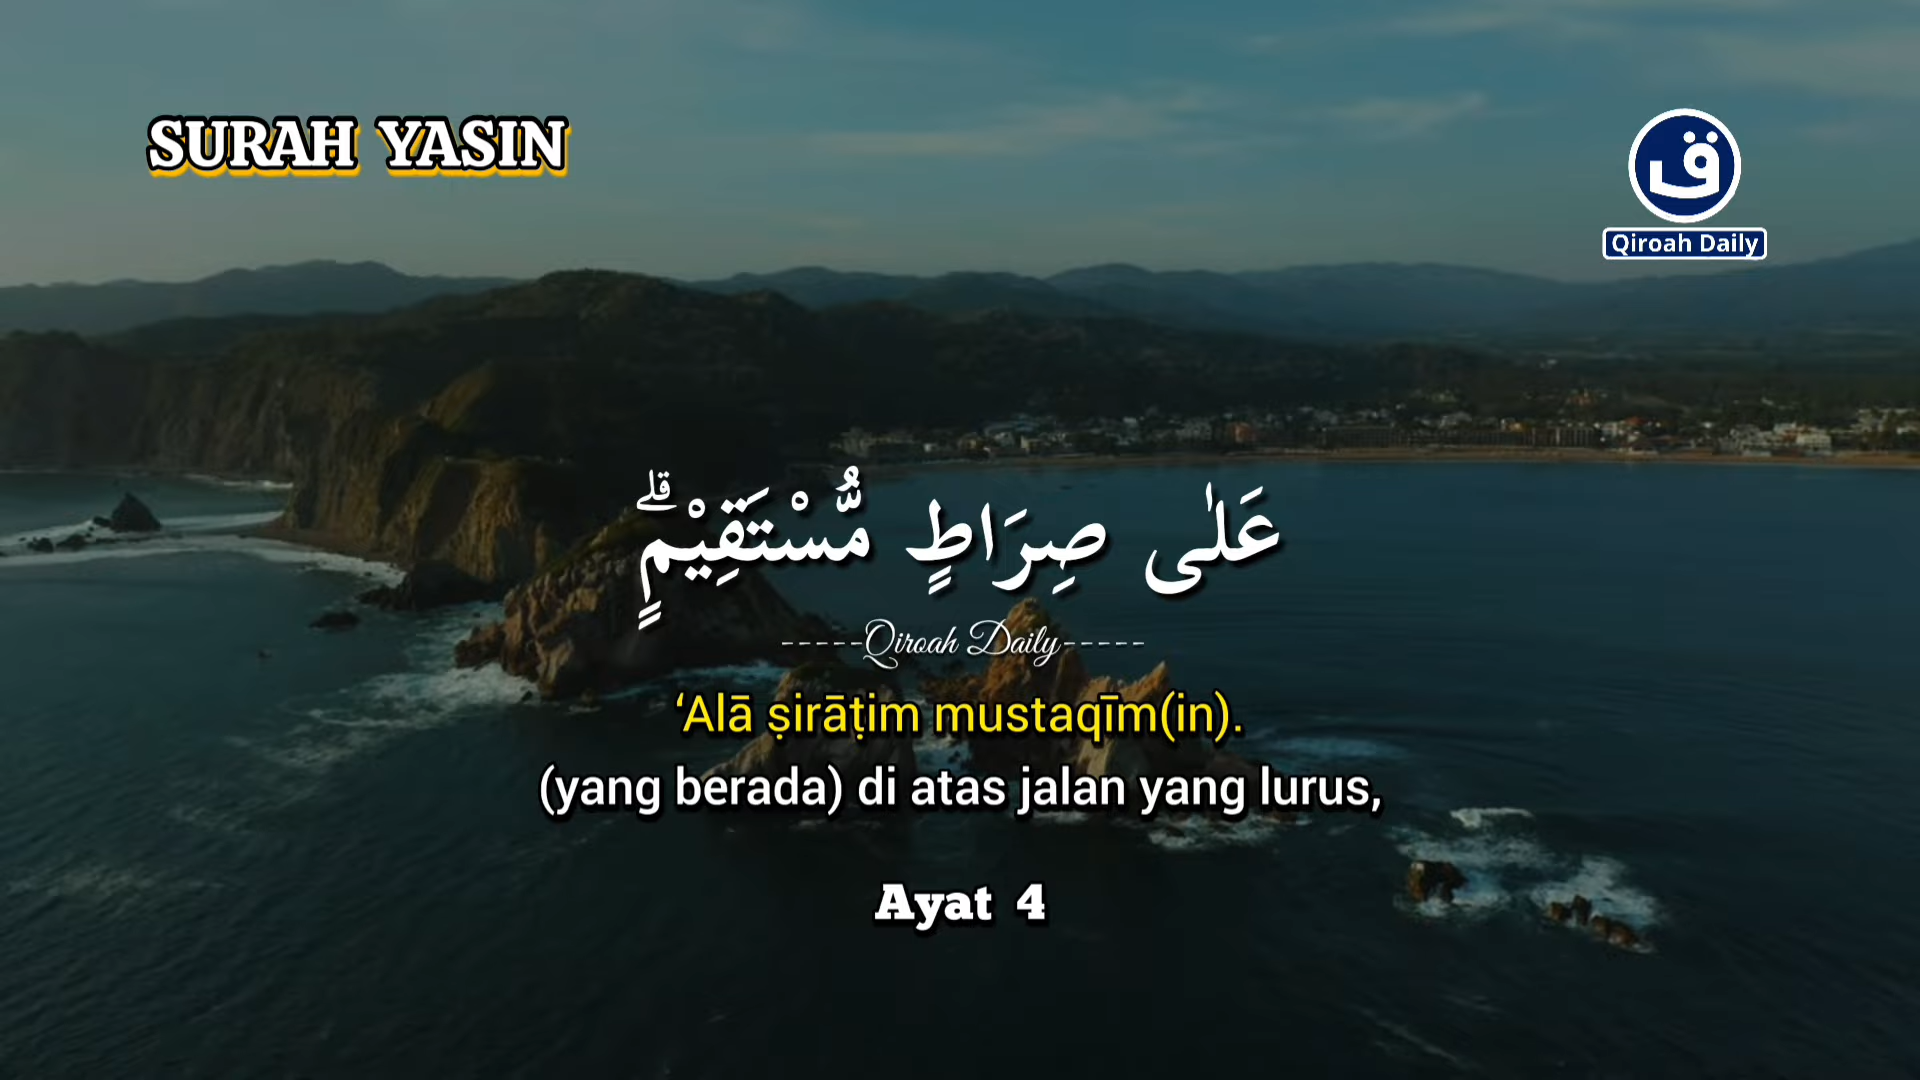 SURAH YASIN
ق
Qiroah Daily
عَلٰى صِرَاطٍ مُّسْتَقِيْمٍۗ
-----Qiroah Daily-----
‘Alā ṣirāṭim mustaqīm(in).
(yang berada) di atas jalan yang lurus,
Ayat 4